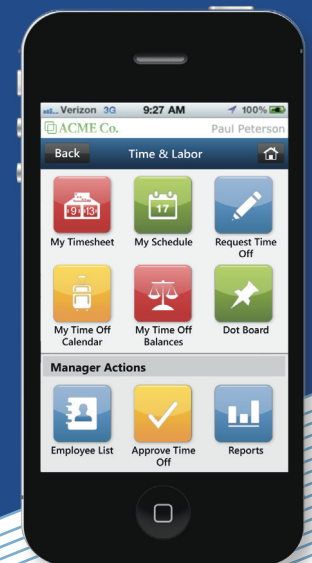 Verizon 3G 9:27 AM 100%
ACME Co. Paul Peterson
Back Time & Labor
9 13
17
My Timesheet My Schedule Request Time Off
My Time Off Calendar My Time Off Balances Dot Board
Manager Actions
Employee List Approve Time Off Reports